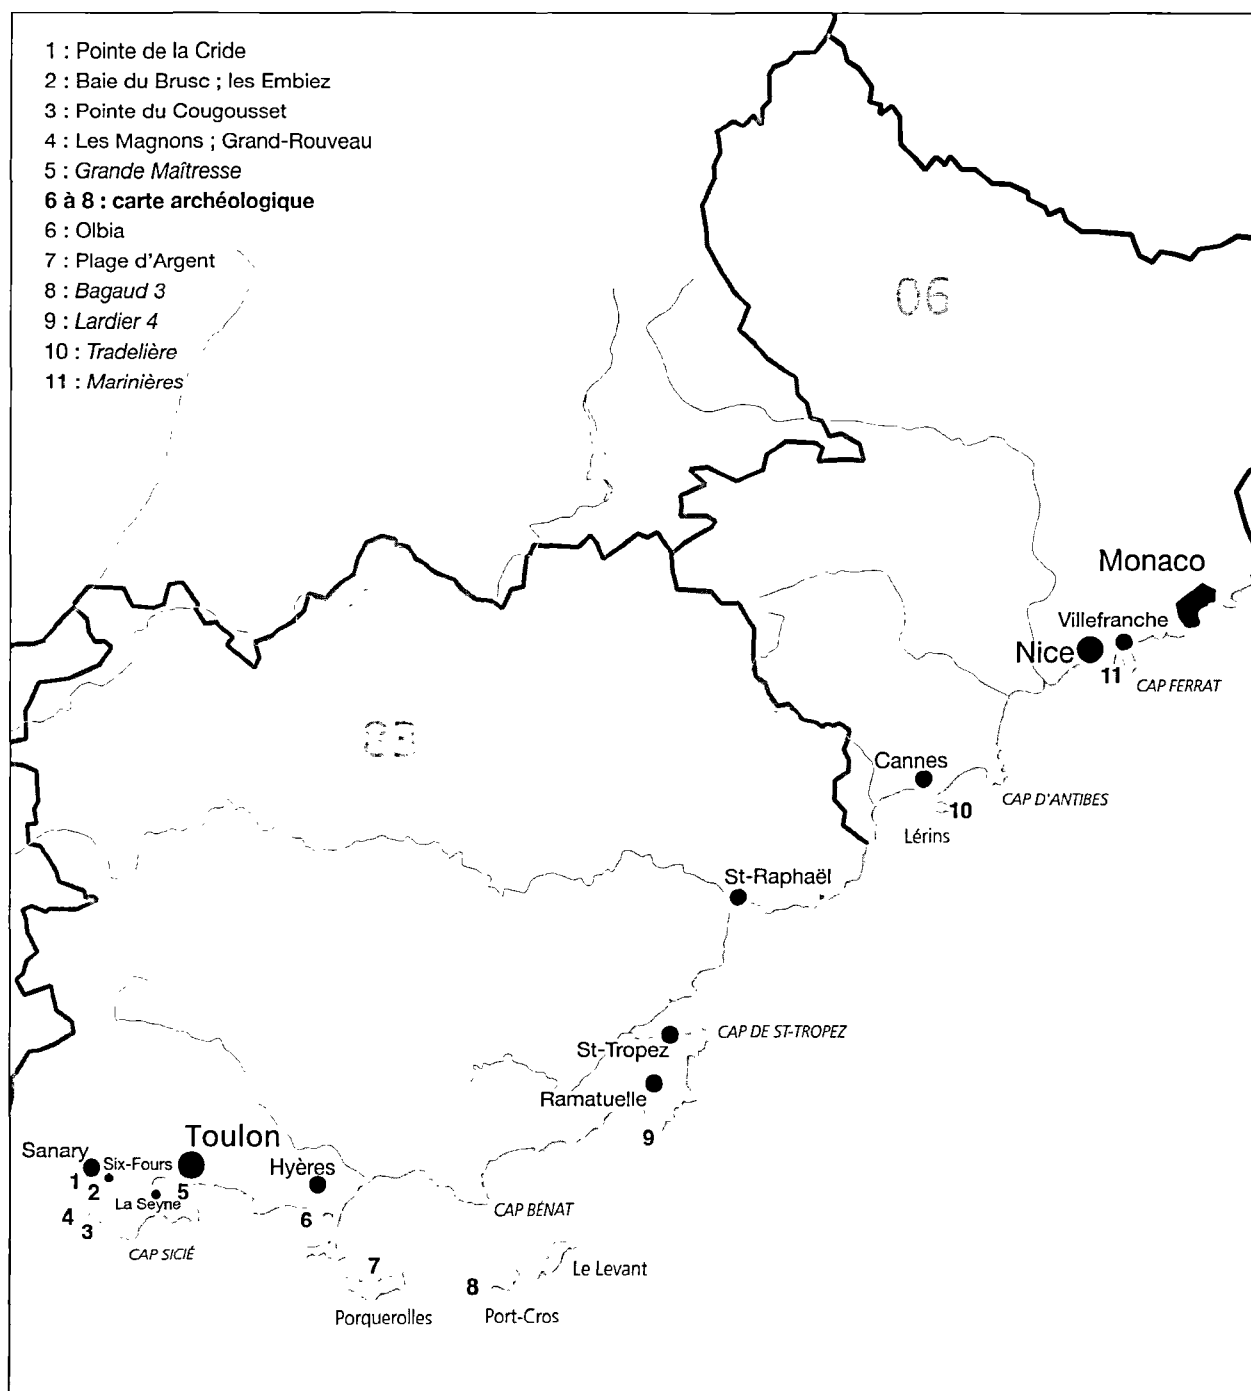 1 : Pointe de la Cride
2 : Baie du Brusc ; les Embiez
3 : Pointe du Cougousset
4 : Les Magnons ; Grand-Rouveau
5 : Grande Maîtresse
6 à 8 : carte archéologique
6 : Olbia
7 : Plage d'Argent
8 : Bagaud 3
9 : Lardier 4
10 : Tradelière
11 : Marinières
06
Monaco
Villefranche
Nice
11
CAP FERRAT
83
Cannes
CAP D'ANTIBES
10
Lérins
St-Raphaël
CAP DE ST-TROPEZ
St-Tropez
Ramatuelle
9
Toulon
Sanary
Six-Fours
Hyères
1
2
La Seyne
5
CAP BÉNAT
4
3
6
CAP SICIÉ
7
Le Levant
8
Porquerolles
Port-Cros